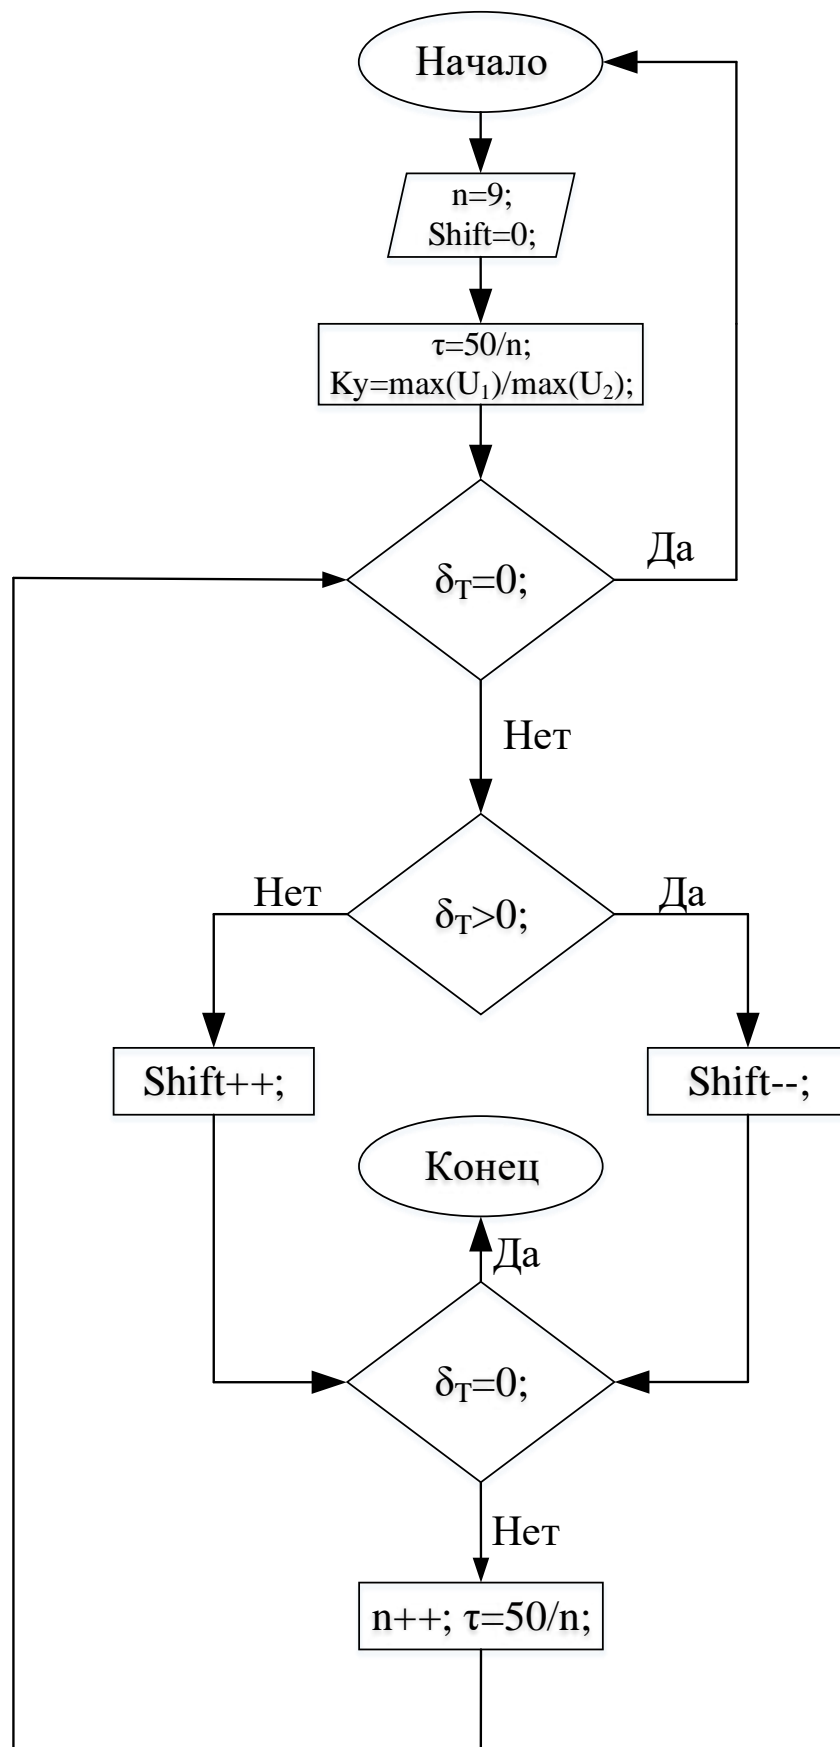 Начало
n=9;
Shift=0;
τ=50/n;
Ky=max(U₁)/max(U₂);
δT=0;
Да
Нет
δT>0;
Нет
Да
Shift++;
Shift--;
Конец
Да
δT=0;
Нет
n++; τ=50/n;